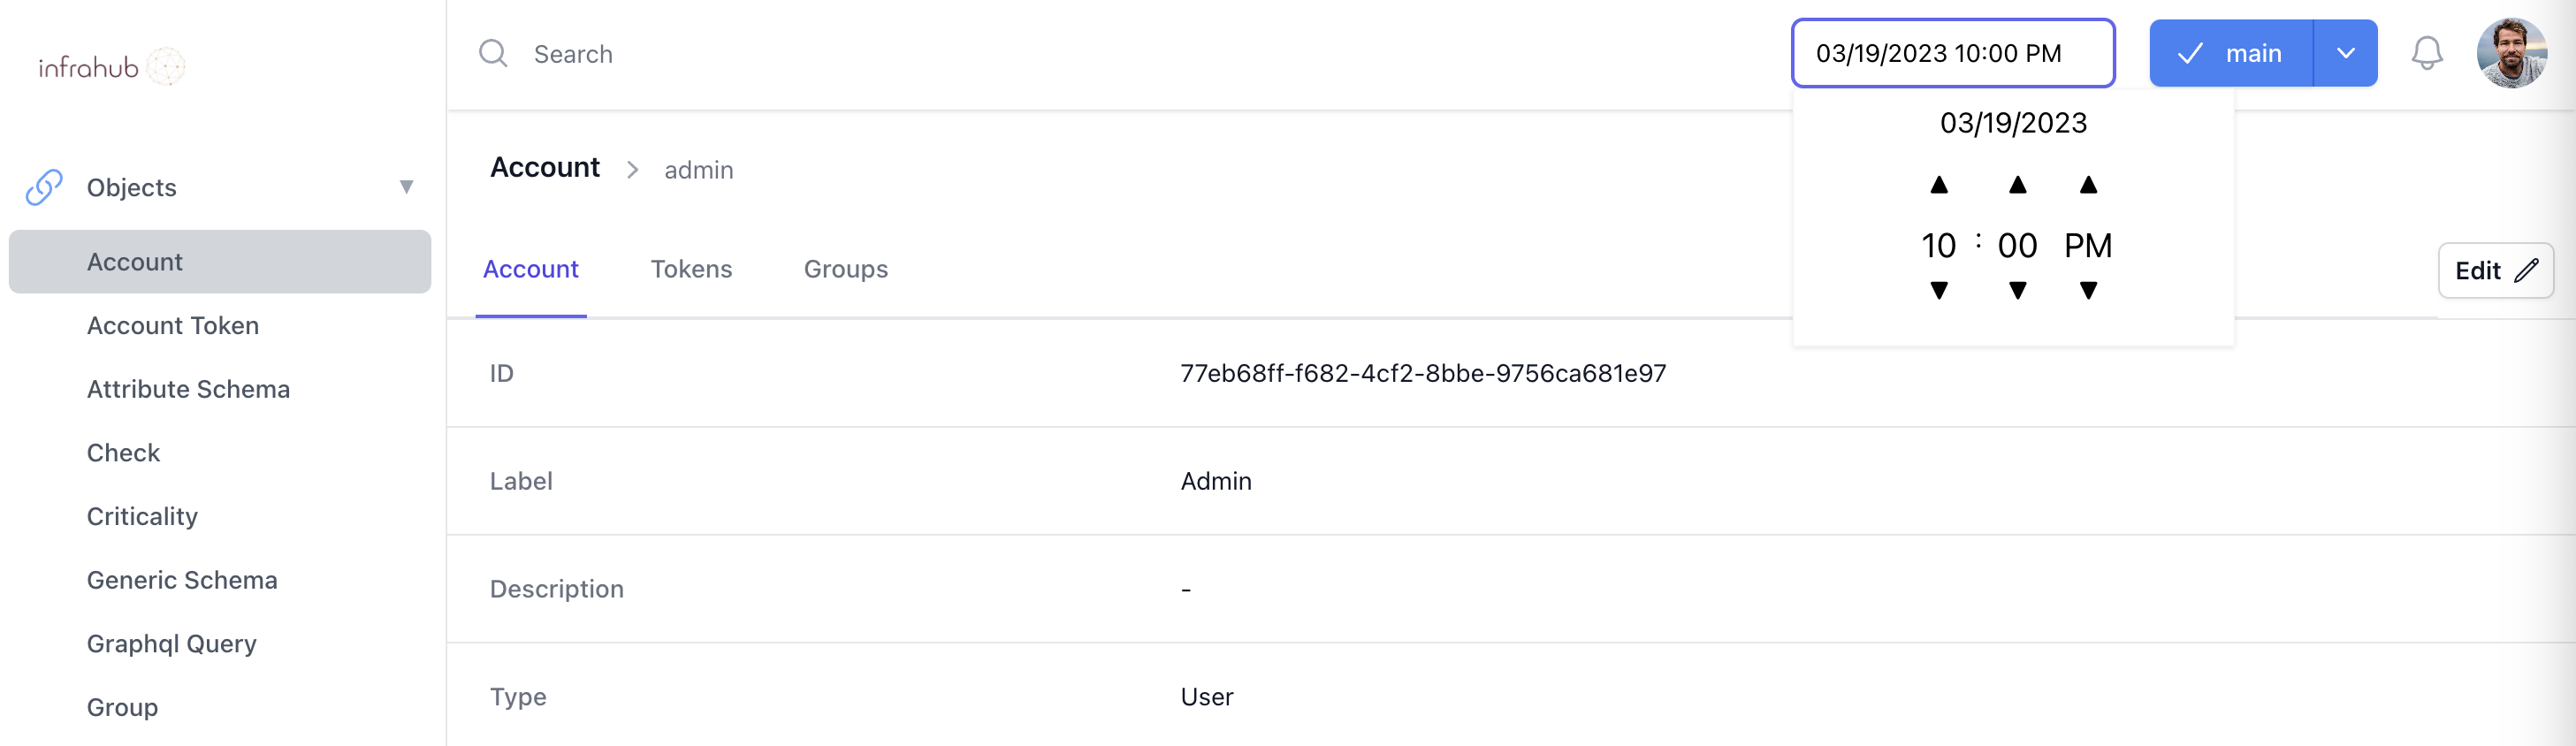 infrahub
Search
03/19/2023 10:00 PM
main
03/19/2023
10 : 00 PM
Objects
Account
Account Token
Attribute Schema
Check
Criticality
Generic Schema
Graphql Query
Group
Account > admin
Account Tokens Groups
Edit
ID 77eb68ff-f682-4cf2-8bbe-9756ca681e97
Label Admin
Description -
Type User